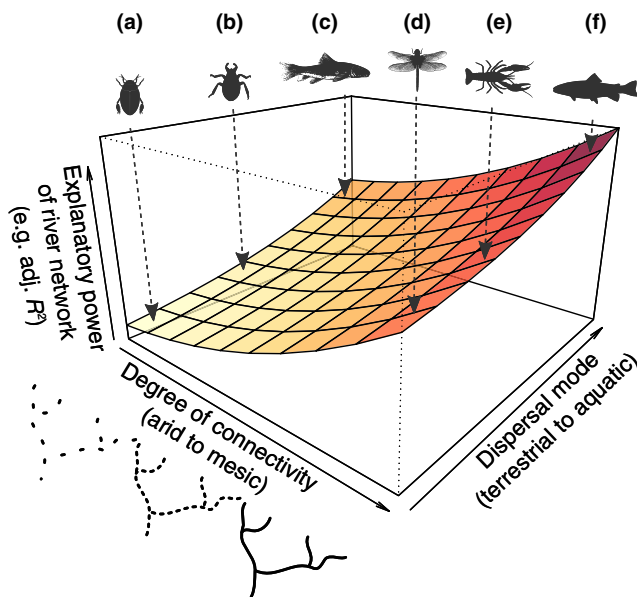 (a) (b) (c) (d) (e) (f)
Explanatory power
of river network
(e.g. adj. R²)
Degree of connectivity
(arid to mesic)
Dispersal mode
(terrestrial to aquatic)